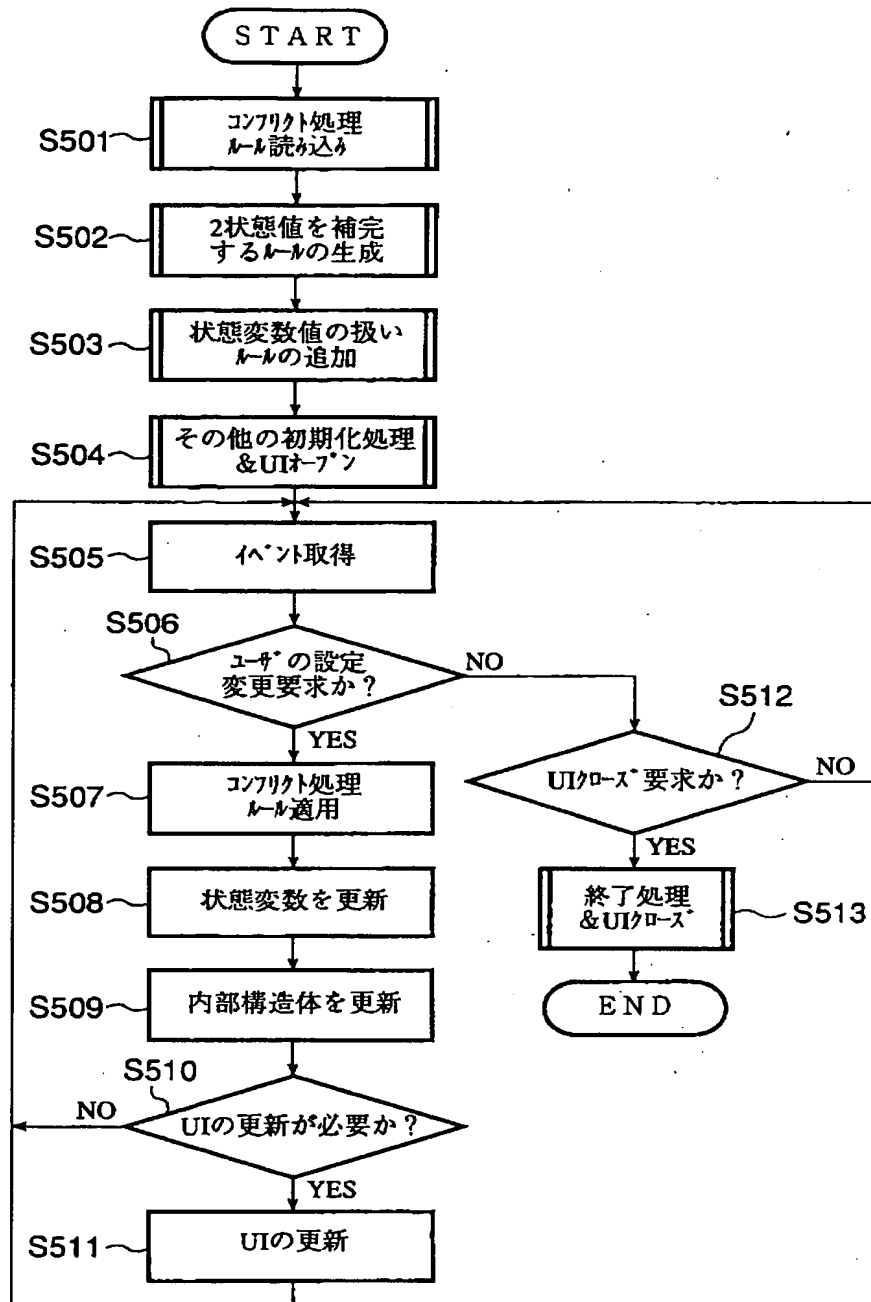 START
S501
コンフリクト処理
ルール読み込み
S502
2状態値を補完
するルールの生成
S503
状態変数値の扱い
ルールの追加
S504
その他の初期化処理
&UIオープン
S505
イベント取得
S506
ユーザの設定
変更要求か?
NO
YES
S512
UIクローズ要求か?
NO
YES
S507
コンフリクト処理
ルール適用
S508
状態変数を更新
S513
終了処理
&UIクローズ
END
S509
内部構造体を更新
S510
NO
UIの更新が必要か?
YES
S511
UIの更新